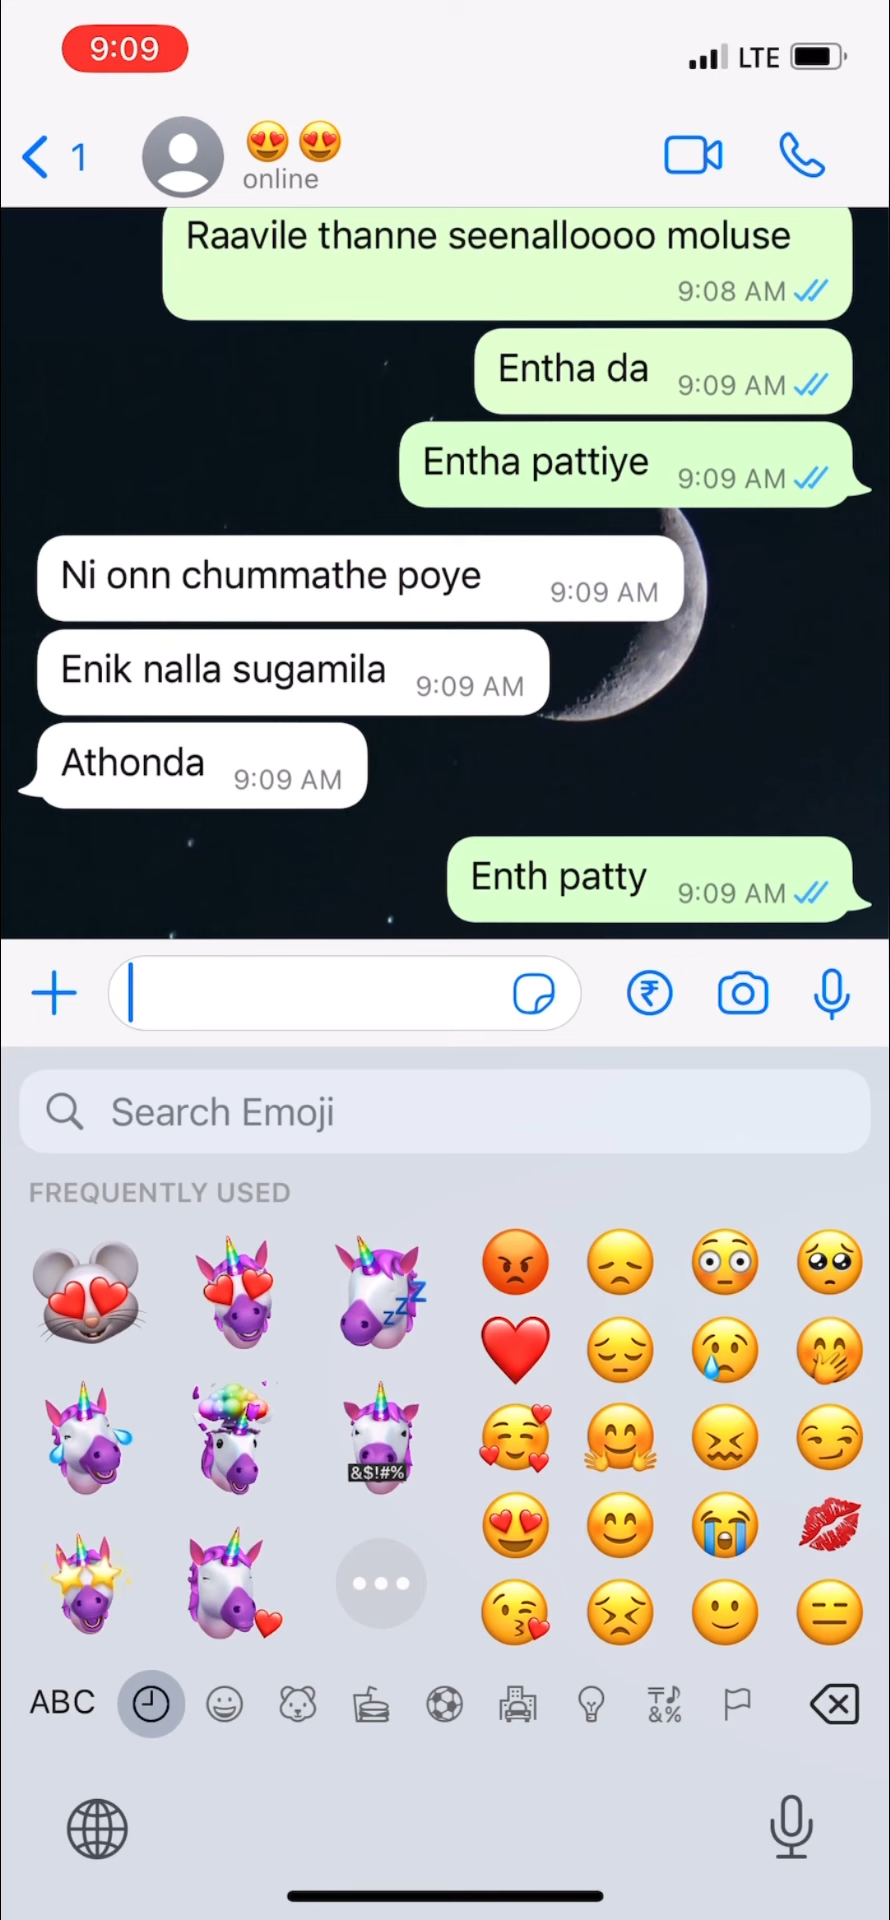 9:09
LTE
1
😍 😍
online
Raavile thanne seenalloooo moluse
9:08 AM
Entha da 9:09 AM
Entha pattiye 9:09 AM
Ni onn chummathe poye 9:09 AM
Enik nalla sugamila 9:09 AM
Athonda 9:09 AM
Enth patty 9:09 AM
₹
Search Emoji
FREQUENTLY USED
zzZ
&$!#%
ABC
&%